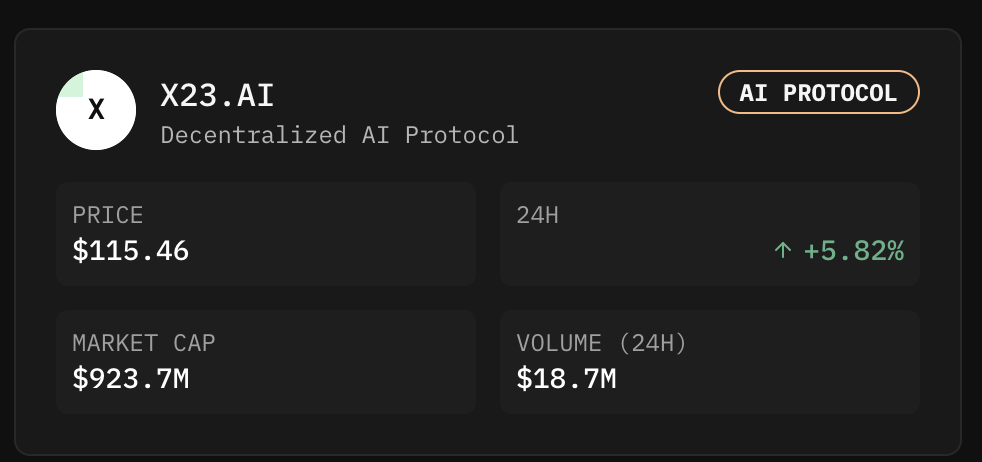 X
X23.AI
Decentralized AI Protocol
AI PROTOCOL
PRICE
$115.46
24H
↑ +5.82%
MARKET CAP
$923.7M
VOLUME (24H)
$18.7M